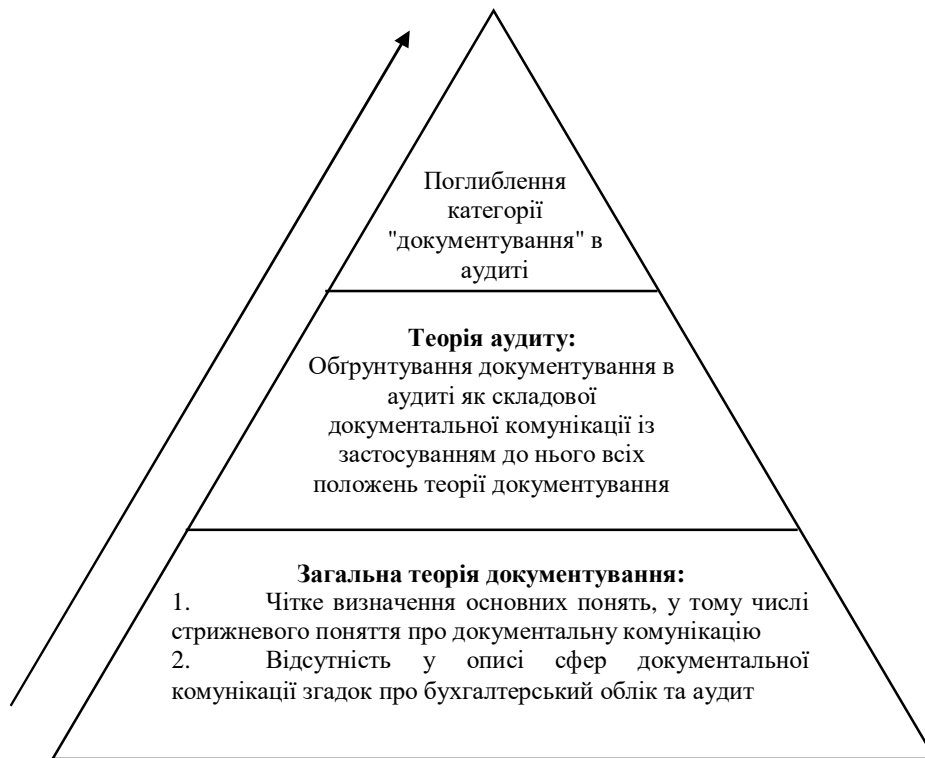 Поглиблення
категорії
"документування" в
аудиті
Теорія аудиту:
Обґрунтування документування в
аудиті як складової
документальної комунікації із
застосуванням до нього всіх
положень теорії документування
Загальна теорія документування:
1. Чітке визначення основних понять, у тому числі
стрижневого поняття про документальну комунікацію
2. Відсутність у описі сфер документальної
комунікації згадок про бухгалтерський облік та аудит